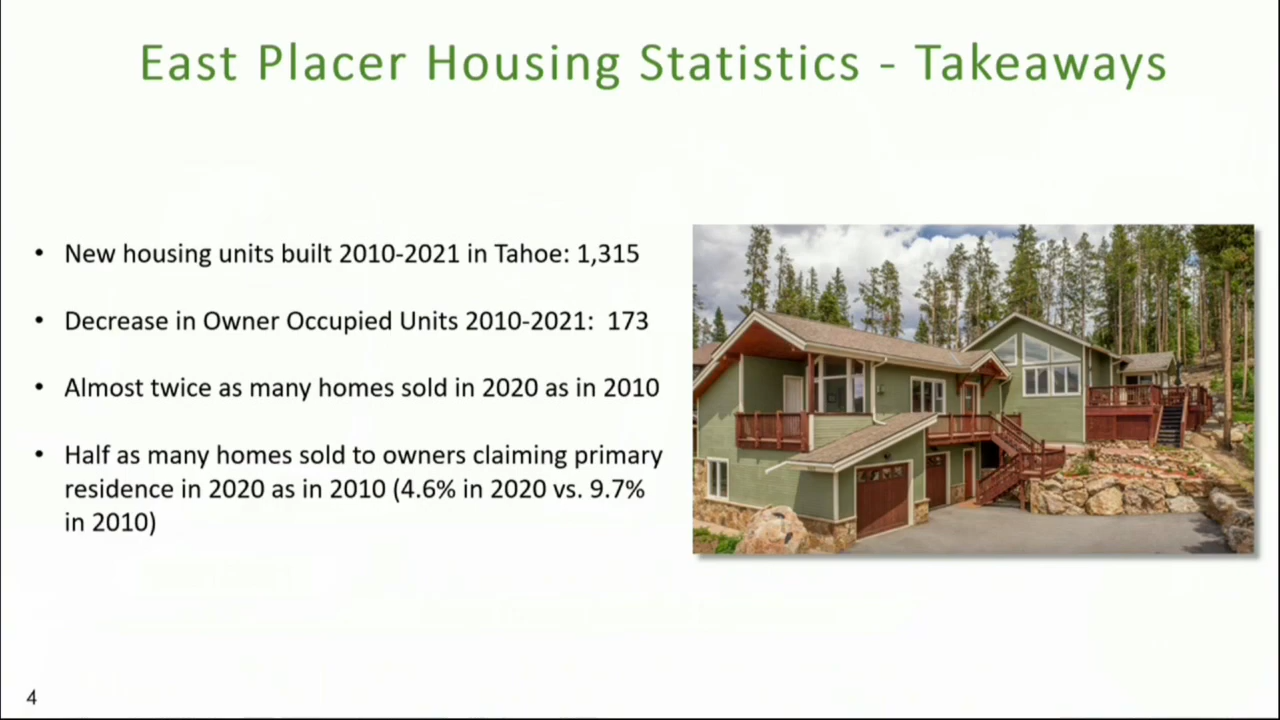 East Placer Housing Statistics - Takeaways
• New housing units built 2010-2021 in Tahoe: 1,315
• Decrease in Owner Occupied Units 2010-2021: 173
• Almost twice as many homes sold in 2020 as in 2010
• Half as many homes sold to owners claiming primary
residence in 2020 as in 2010 (4.6% in 2020 vs. 9.7%
in 2010)
4